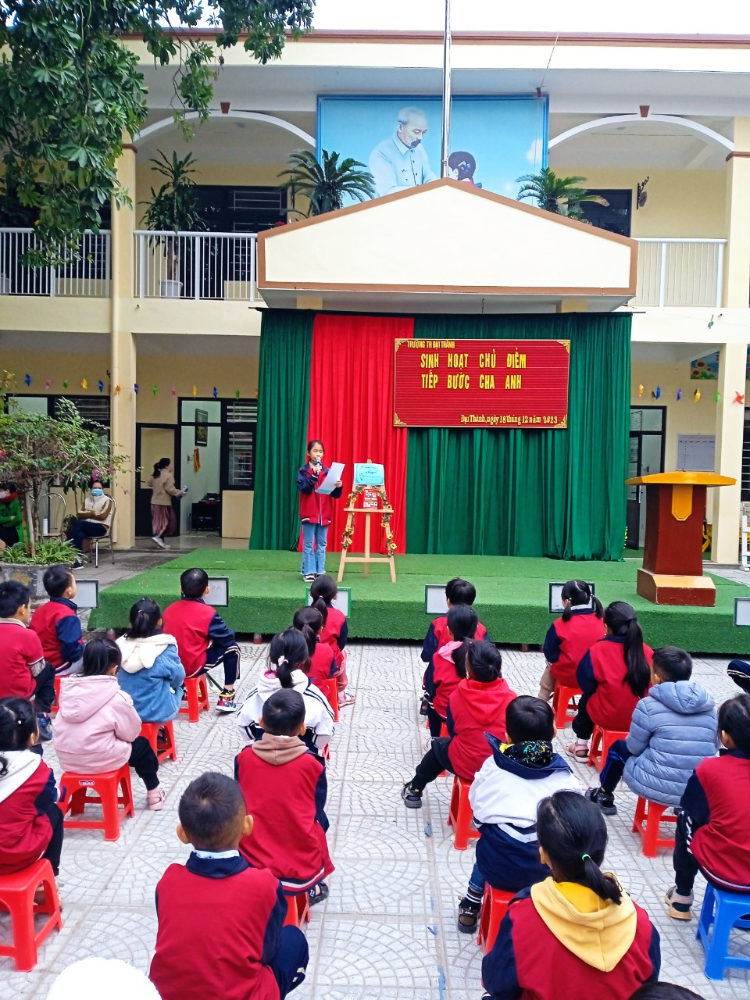 TRƯỜNG TH ĐẠI THÀNH
SINH HOẠT CHỦ ĐIỂM
TIẾP BƯỚC CHA ANH
Đại Thành, ngày 18 Tháng 12 năm 2023